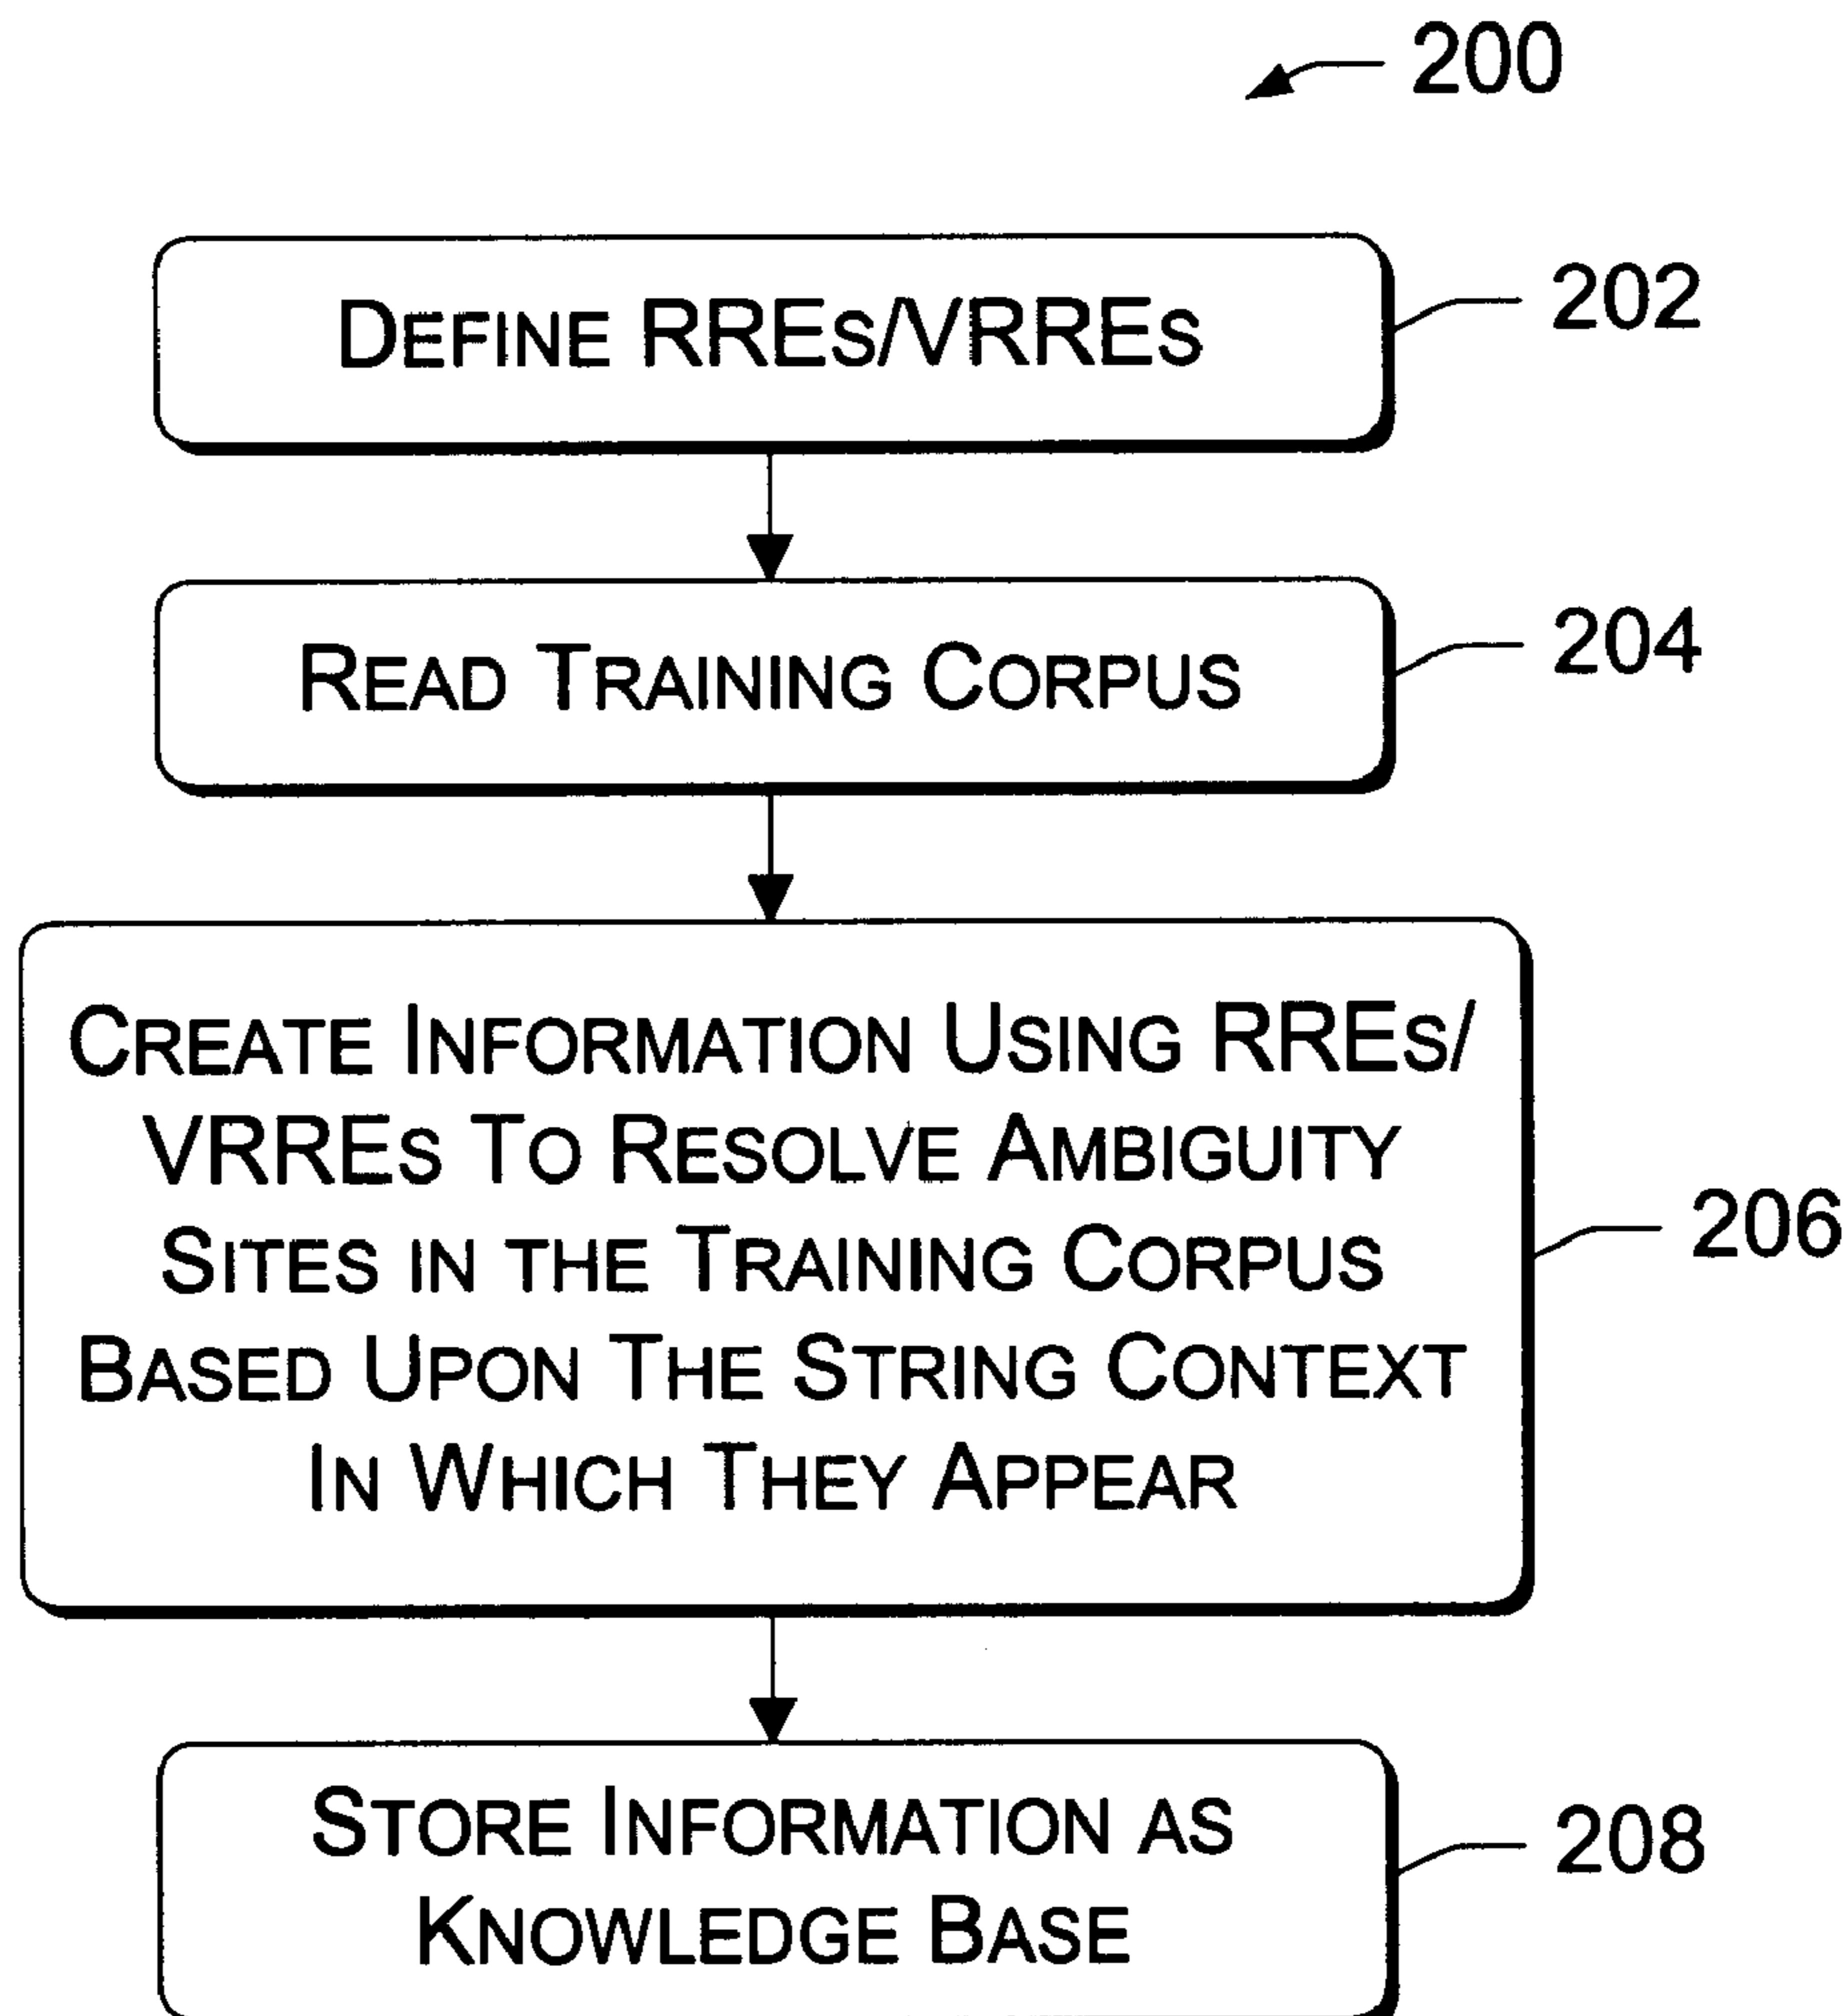 200
DEFINE RRES/VRRES
202
READ TRAINING CORPUS
204
CREATE INFORMATION USING RRES/
VRRES TO RESOLVE AMBIGUITY
SITES IN THE TRAINING CORPUS
BASED UPON THE STRING CONTEXT
IN WHICH THEY APPEAR
206
STORE INFORMATION AS
KNOWLEDGE BASE
208